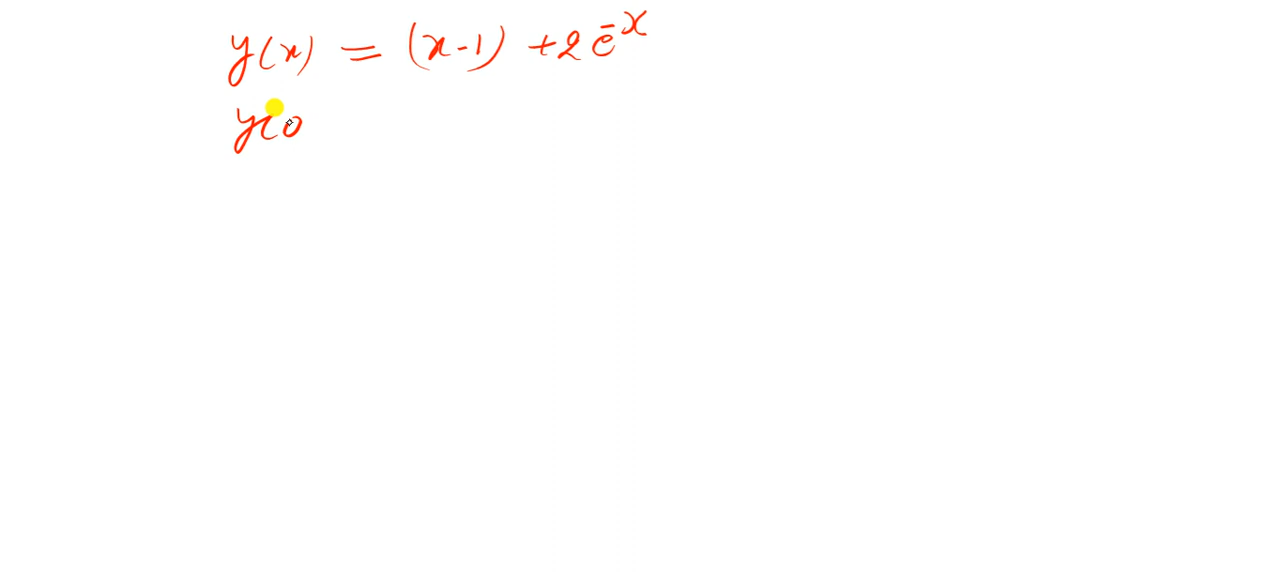 y(x) = (x-1) + 2e^{-x}
y(0